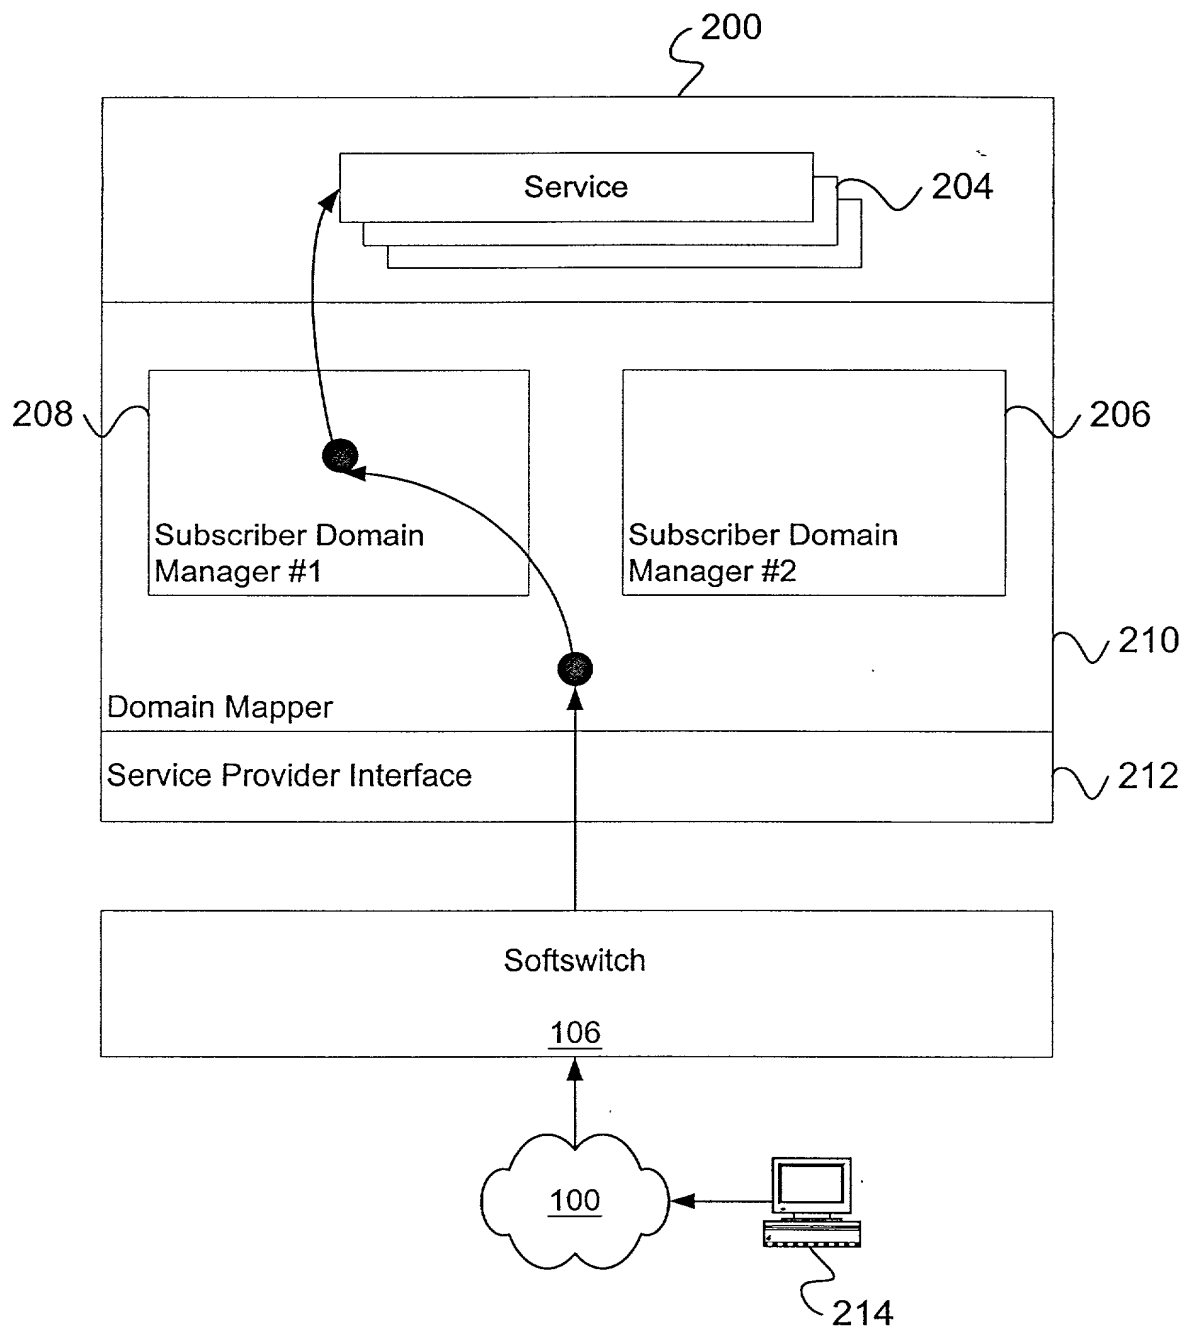 200
Service
204
208
206
Subscriber Domain
Manager #1
Subscriber Domain
Manager #2
210
Domain Mapper
Service Provider Interface
212
Softswitch
106
100
214